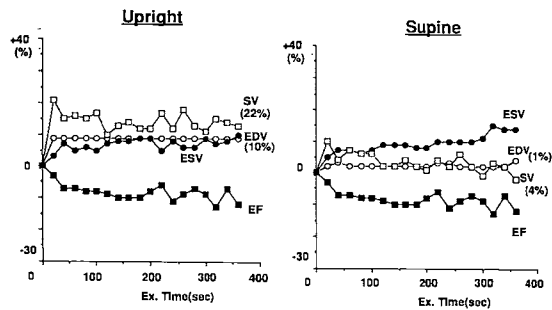 Upright
+40
(%)
0
-30
SV
(22%)
EDV
(10%)
ESV
EF
0
100
200
300
400
Ex. Time(sec)
Supine
+40
(%)
0
-30
ESV
EDV
(1%)
SV
(4%)
EF
0
100
200
300
400
Ex. Time(sec)